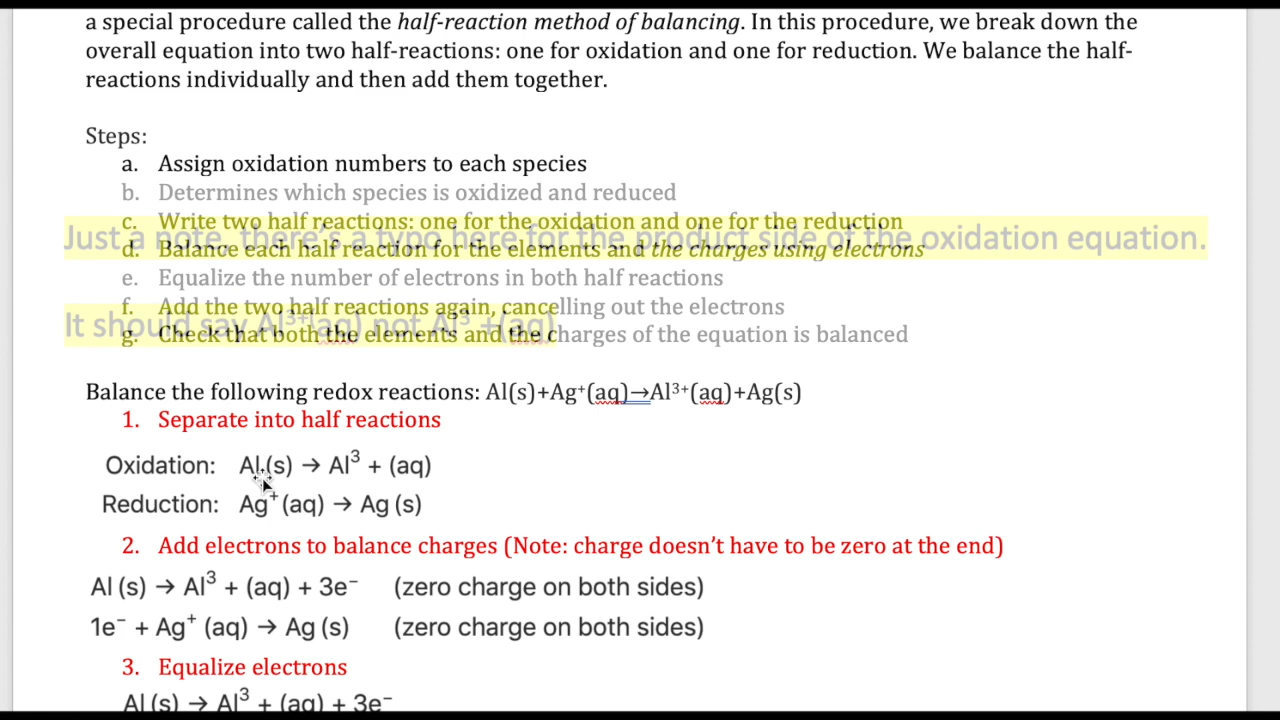 a special procedure called the half-reaction method of balancing. In this procedure, we break down the
overall equation into two half-reactions: one for oxidation and one for reduction. We balance the half-
reactions individually and then add them together.
Steps:
a. Assign oxidation numbers to each species
b. Determines which species is oxidized and reduced
c. Write two half reactions: one for the oxidation and one for the reduction
Just a note, there's a typo here for the product side of the oxidation equation.
d. Balance each half reaction for the elements and the charges using electrons
e. Equalize the number of electrons in both half reactions
f. Add the two half reactions again, cancelling out the electrons
It should say Al³⁺(aq) not Al³ +(aq)
g. Check that both the elements and the charges of the equation is balanced
Balance the following redox reactions: Al(s)+Ag⁺(aq)→Al³⁺(aq)+Ag(s)
1. Separate into half reactions
Oxidation: Al (s) → Al³ + (aq)
Reduction: Ag⁺ (aq) → Ag (s)
2. Add electrons to balance charges (Note: charge doesn't have to be zero at the end)
Al (s) → Al³ + (aq) + 3e⁻ (zero charge on both sides)
1e⁻ + Ag⁺ (aq) → Ag (s) (zero charge on both sides)
3. Equalize electrons
Al (s) → Al³ + (aq) + 3e⁻